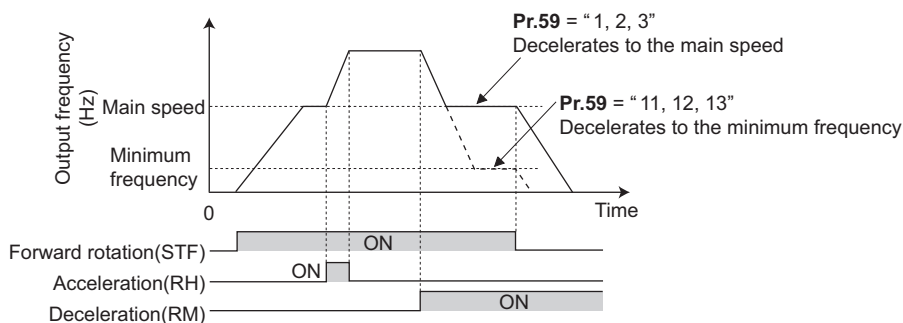 Output frequency
(Hz)
Main speed
Minimum
frequency
0
Time
Pr.59 = “ 1, 2, 3”
Decelerates to the main speed
Pr.59 = “11, 12, 13”
Decelerates to the minimum frequency
Forward rotation(STF)
ON
Acceleration(RH)
ON
Deceleration(RM)
ON